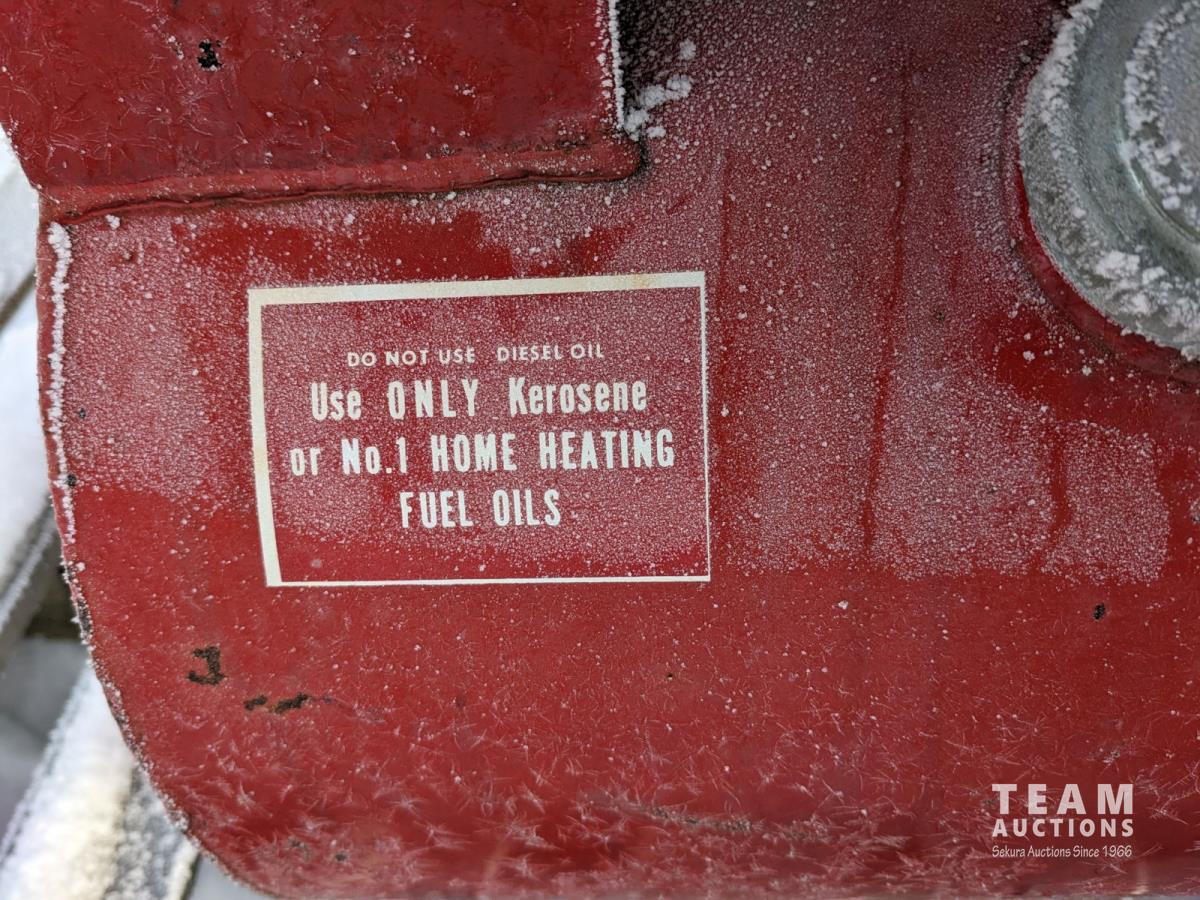 DO NOT USE DIESEL OIL
Use ONLY Kerosene
or No.1 HOME HEATING
FUEL OILS
TEAM
AUCTIONS
Sekura Auctions Since 1966